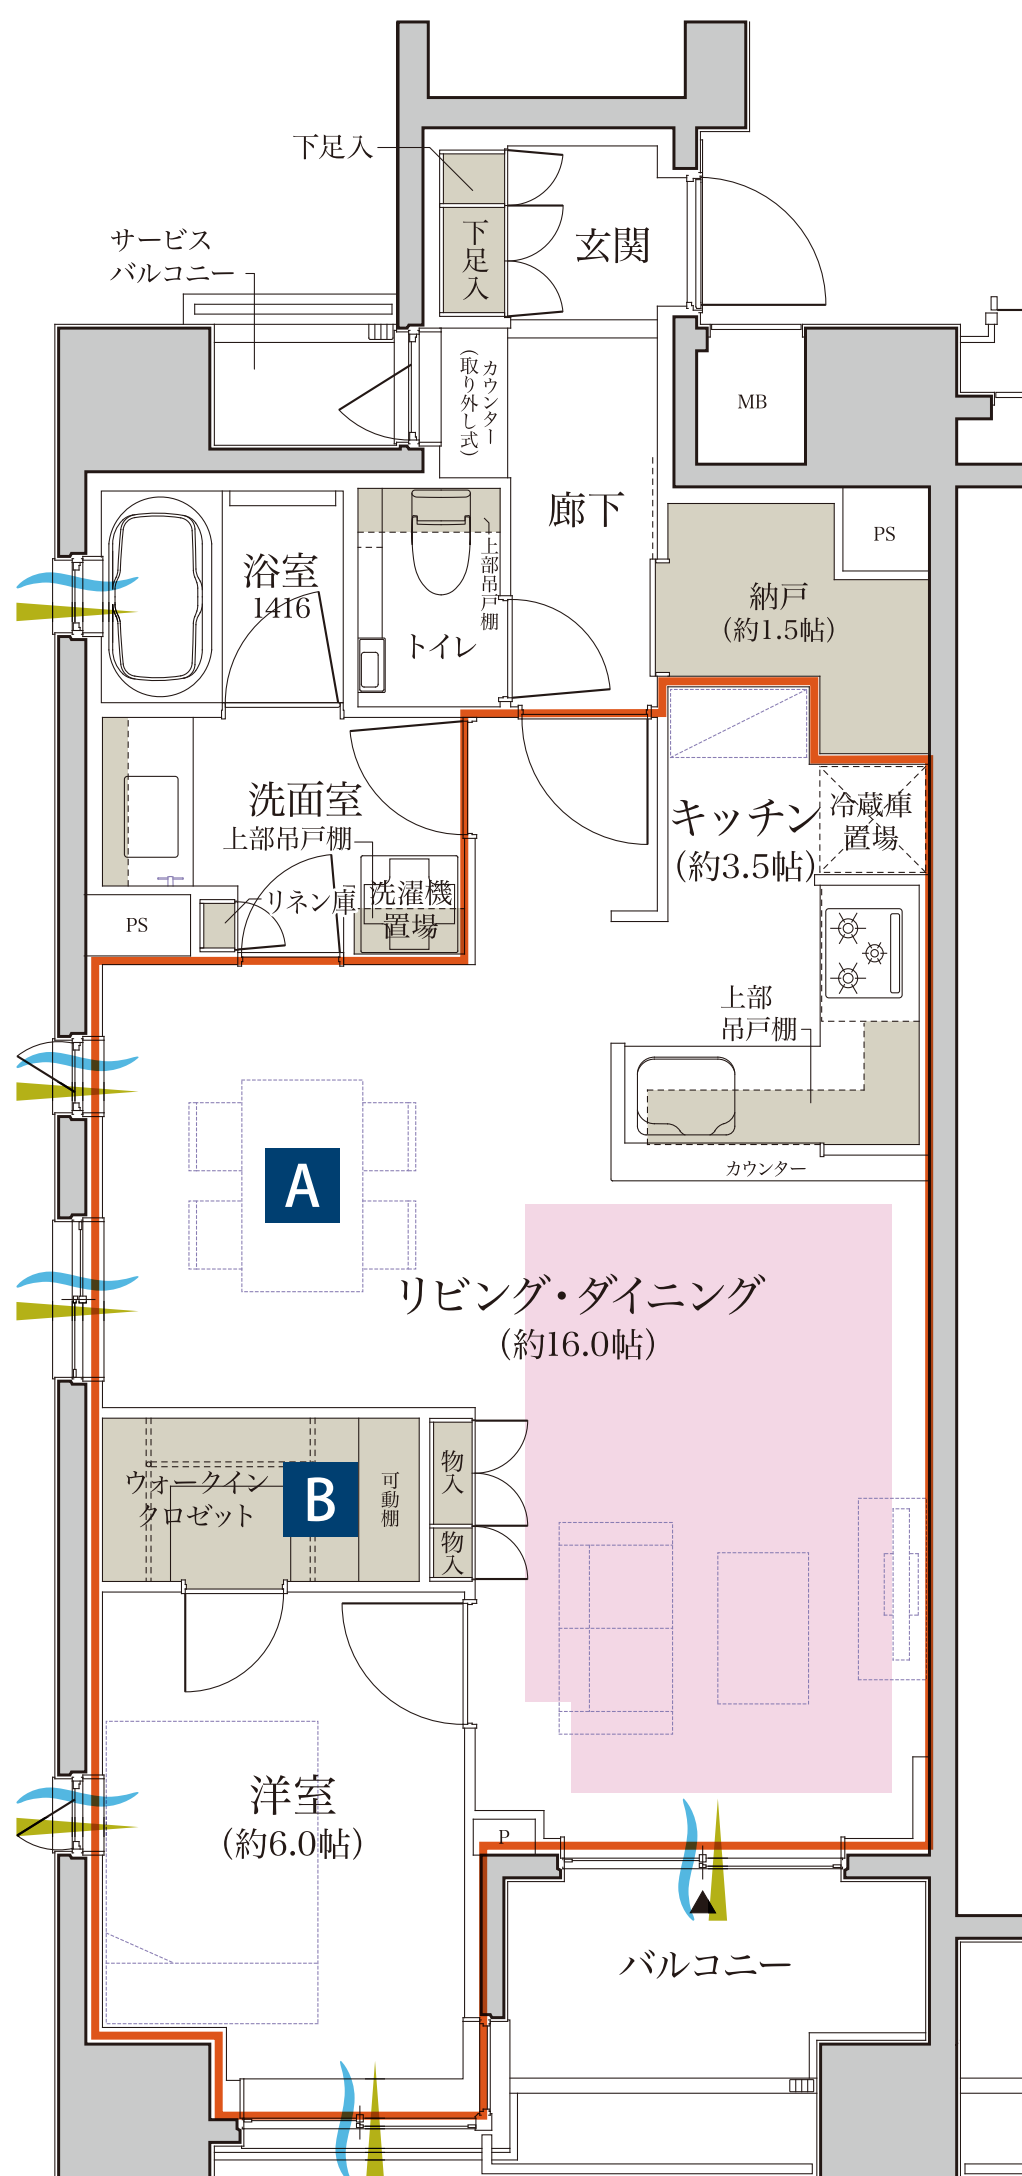 下足入
下足入
玄関
サービス
バルコニー
カウンター
(取り外し式)
MB
廊下
PS
浴室
1416
上部吊戸棚
トイレ
納戸
(約1.5帖)
洗面室
上部吊戸棚
キッチン
(約3.5帖)
冷蔵庫
置場
リネン庫
洗濯機
置場
PS
上部
吊戸棚
カウンター
A
リビング・ダイニング
(約16.0帖)
ウォークイン
クロゼット
B
可動棚
物入
物入
洋室
(約6.0帖)
P
バルコニー